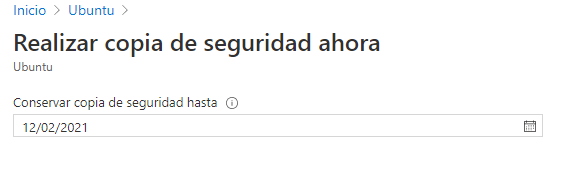 Inicio > Ubuntu >
Realizar copia de seguridad ahora
Ubuntu
Conservar copia de seguridad hasta
12/02/2021